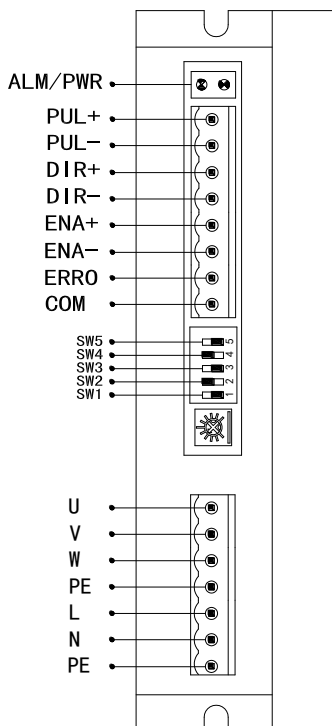 ALM/PWR
PUL+
PUL-
DIR+
DIR-
ENA+
ENA-
ERRO
COM
SW5 5
SW4 4
SW3 3
SW2 2
SW1 1
U
V
W
PE
L
N
PE